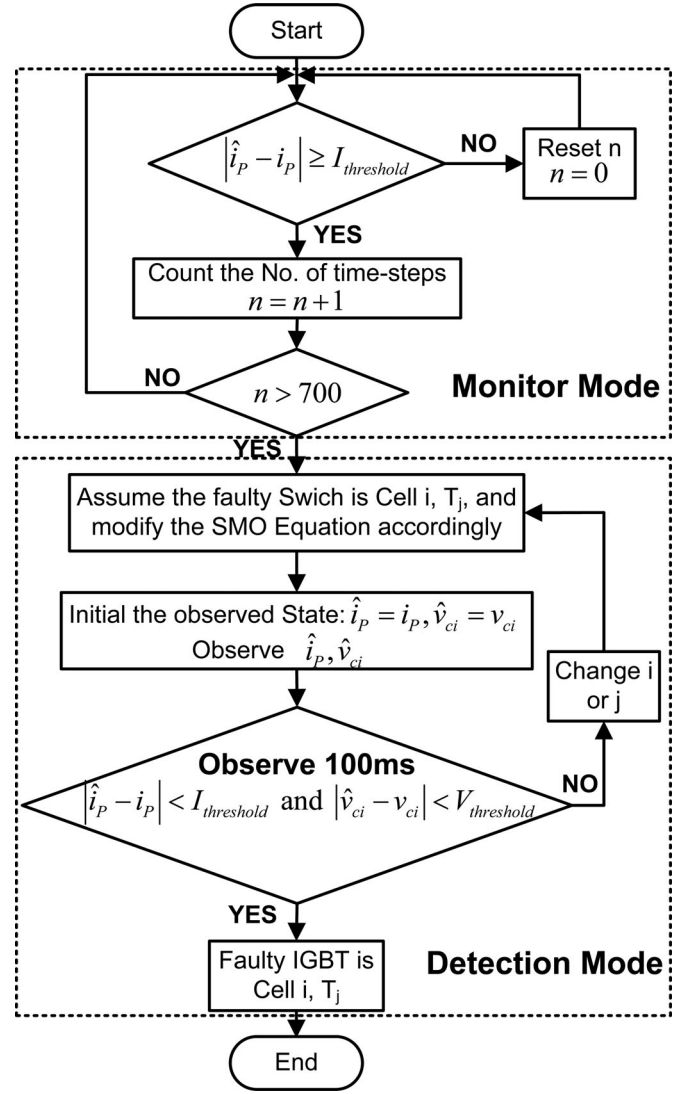 Start
|î_P − i_P| ≥ I_threshold
NO
Reset n
n = 0
YES
Count the No. of time-steps
n = n + 1
NO
n > 700
Monitor Mode
YES
Assume the faulty Swich is Cell i, T_j, and
modify the SMO Equation accordingly
Initial the observed State: î_P = i_P, v̂_ci = v_ci
Observe î_P, v̂_ci
Change i
or j
Observe 100ms
NO
|î_P − i_P| < I_threshold and |v̂_ci − v_ci| < V_threshold
YES
Faulty IGBT is
Cell i, T_j
Detection Mode
End